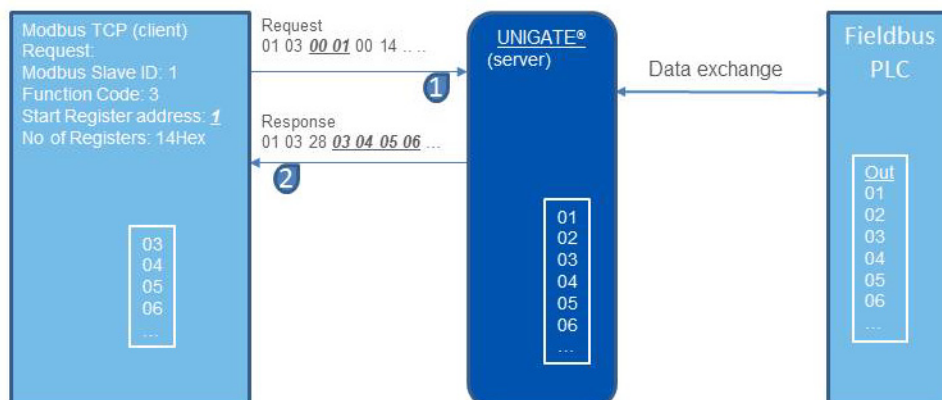 Modbus TCP (client)
Request:
Modbus Slave ID: 1
Function Code: 3
Start Register address: 1
No of Registers: 14Hex
03
04
05
06
...
Request
01 03 00 01 00 14 .. ..
1
Response
01 03 28 03 04 05 06 ...
2
UNIGATE®
(server)
01
02
03
04
05
06
...
Data exchange
Fieldbus
PLC
Out
01
02
03
04
05
06
...